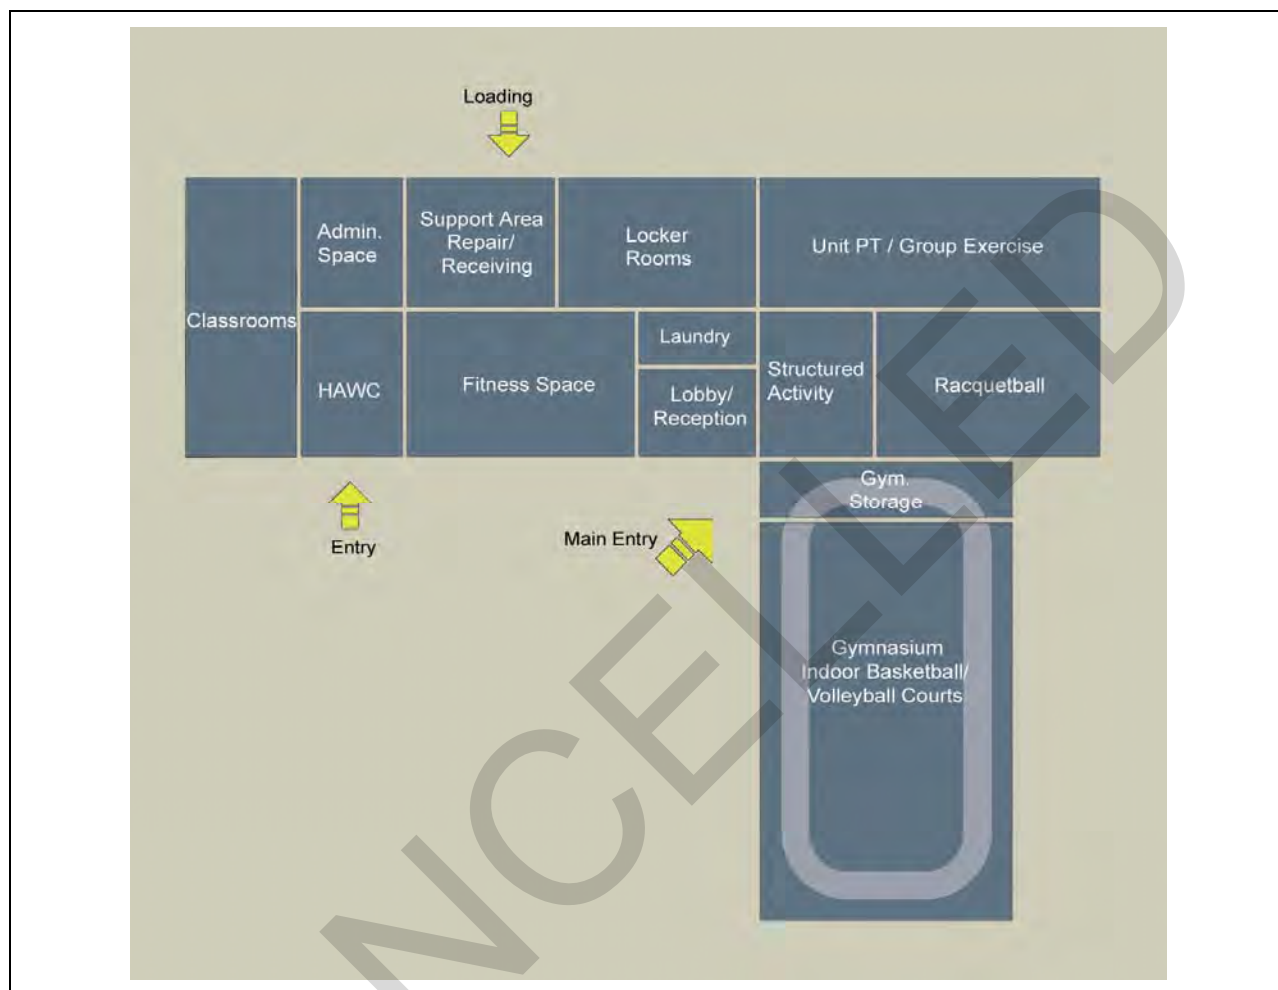 Loading
Classrooms
Admin.
Space
Support Area
Repair/
Receiving
Locker
Rooms
Unit PT / Group Exercise
HAWC
Fitness Space
Laundry
Lobby/
Reception
Structured
Activity
Racquetball
Gym.
Storage
Entry
Main Entry
Gymnasium
Indoor Basketball/
Volleyball Courts
NCELLED